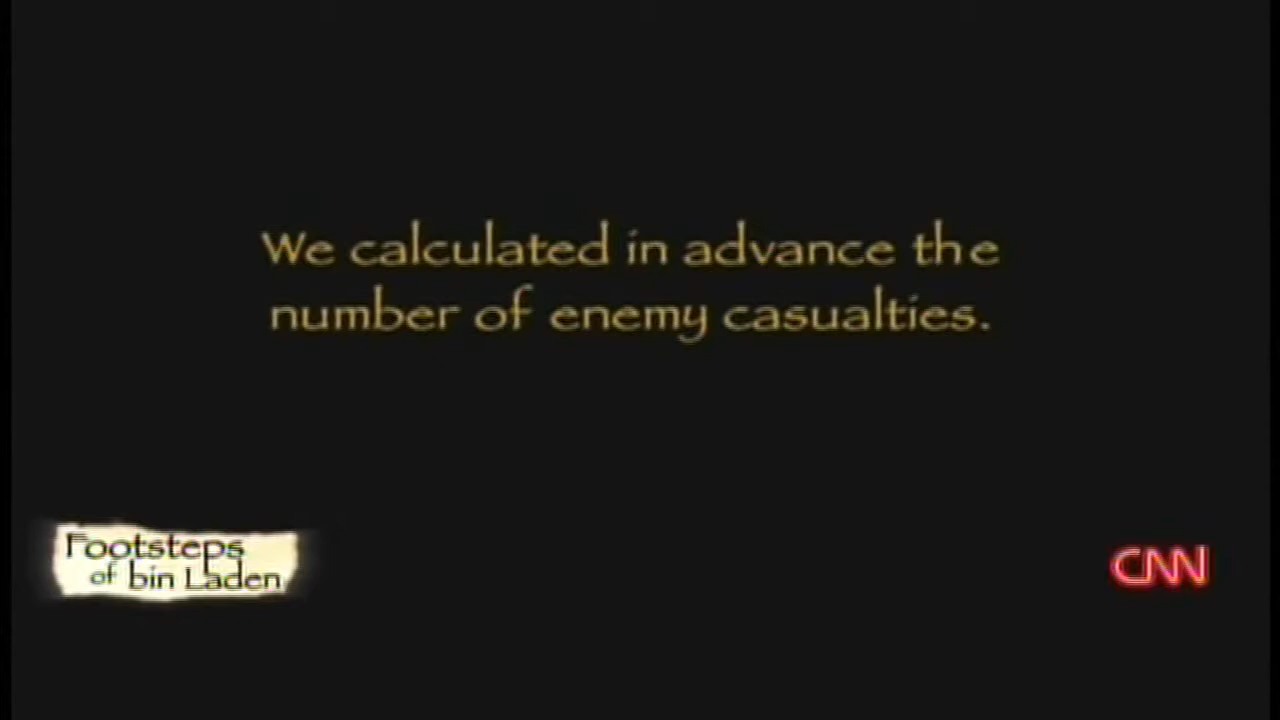 We calculated in advance the
number of enemy casualties.
Footsteps
of bin Laden
CNN